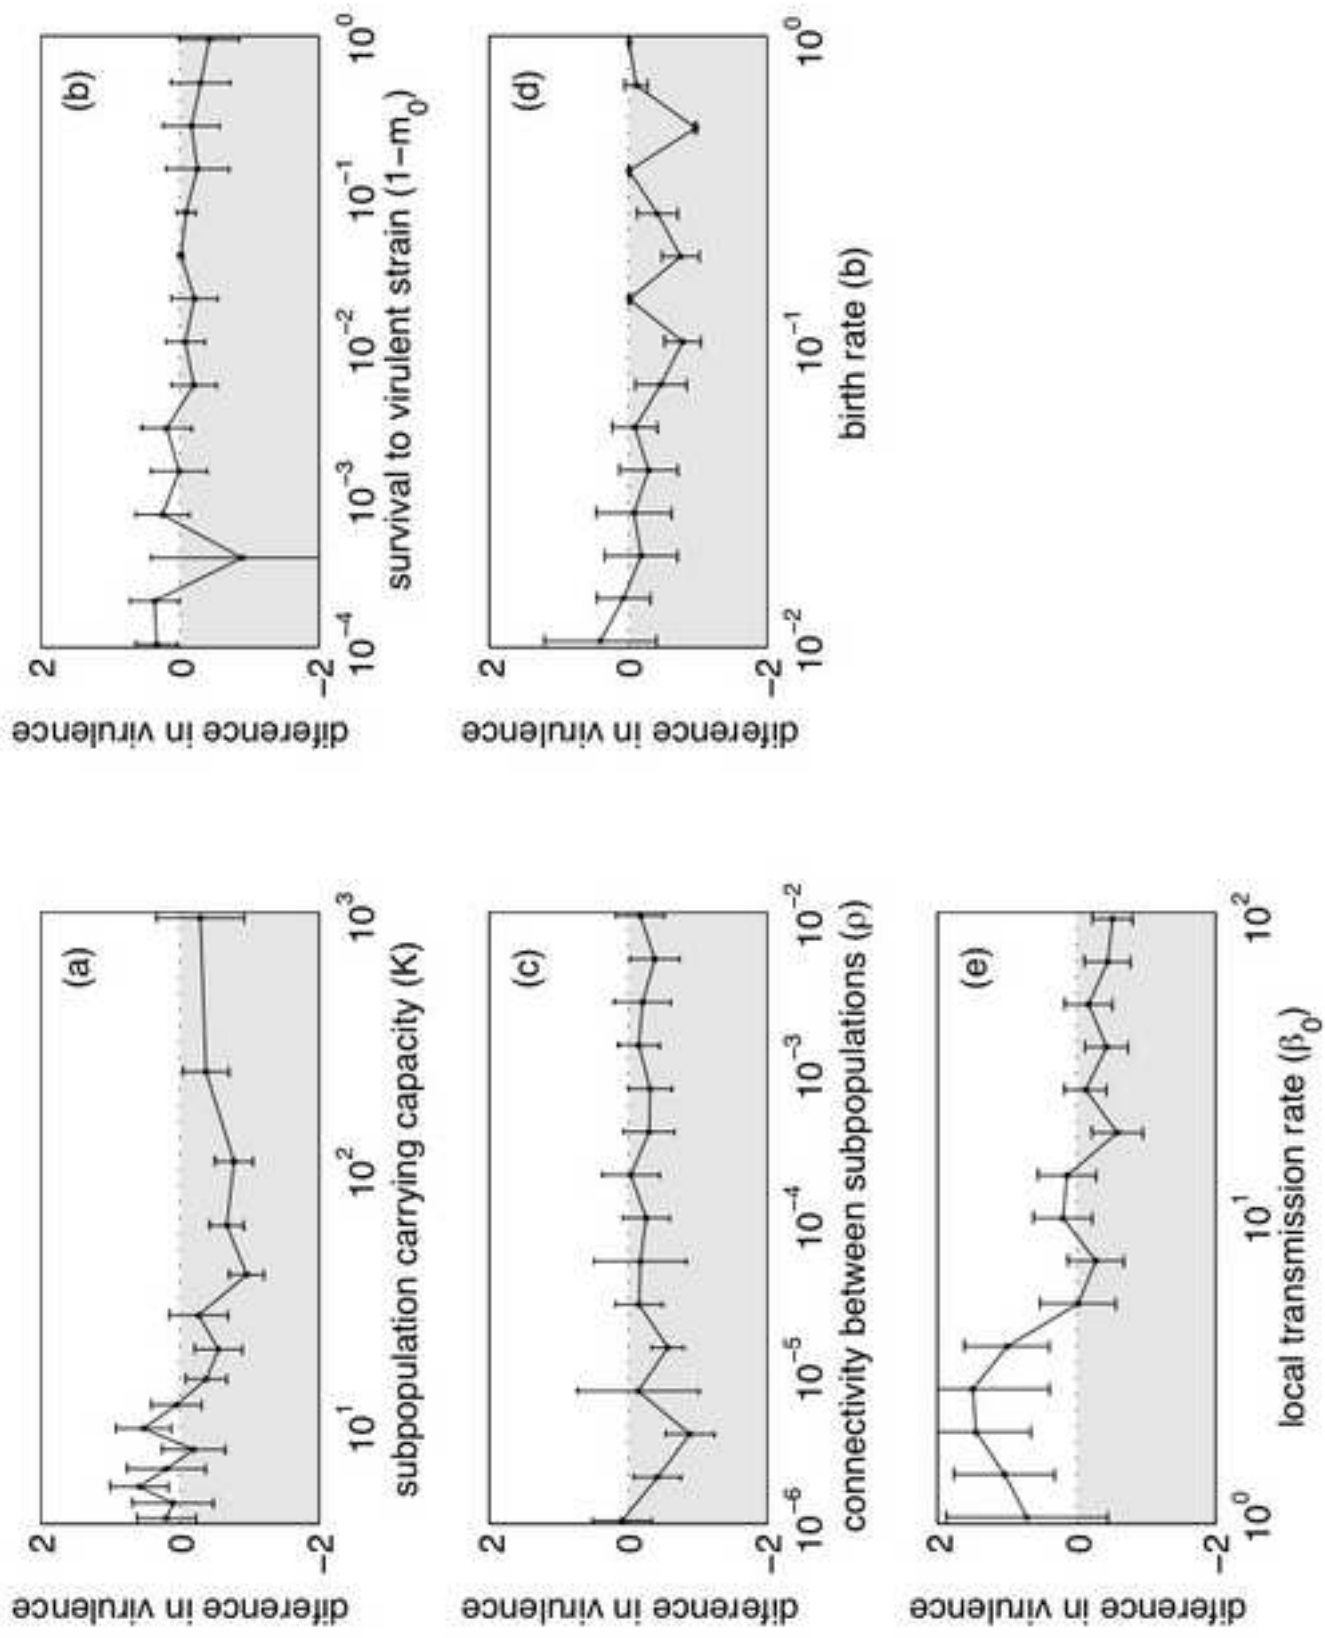 (a)
difference in virulence
2
0
−2
10^1
10^2
10^3
subpopulation carrying capacity (K)
(b)
diference in virulence
2
0
−2
10^−4
10^−3
10^−2
10^−1
10^0
survival to virulent strain (1−m_0)
(c)
diference in virulence
2
0
−2
10^−6
10^−5
10^−4
10^−3
10^−2
connectivity between subpopulations (ρ)
(d)
diference in virulence
2
0
−2
10^−2
10^−1
10^0
birth rate (b)
(e)
diference in virulence
2
0
−2
10^0
10^1
10^2
local transmission rate (β_0)